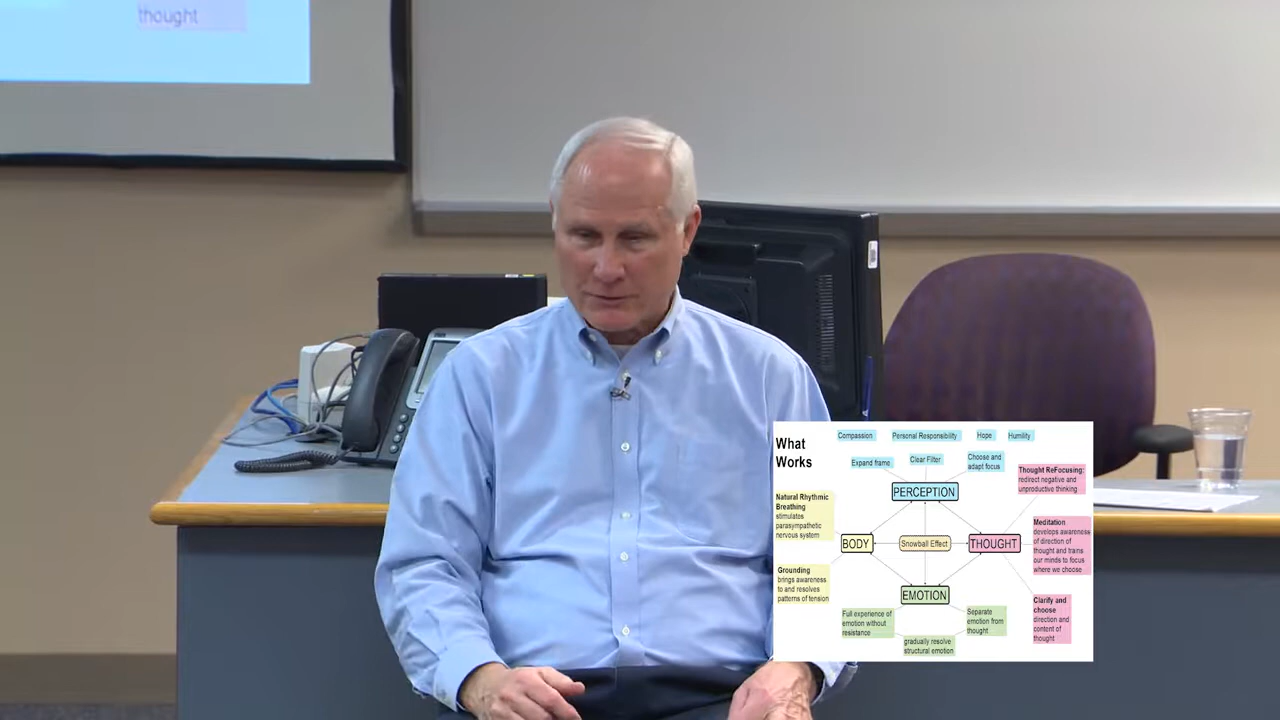 thought
What
Works
Compassion
Personal Responsibility
Hope
Humility
Expand frame
Clear Filter
Choose and
adapt focus
PERCEPTION
Thought ReFocusing:
redirect negative and
unproductive thinking
Natural Rhythmic
Breathing
stimulates
parasympathetic
nervous system
BODY
Snowball Effect
THOUGHT
Meditation
develops awareness
of direction of
thought and trains
our minds to focus
where we choose
Grounding
brings awareness
to and resolves
patterns of tension
EMOTION
Full experience of
emotion without
resistance
Separate
emotion from
thought
gradually resolve
structural emotion
Clarify and
choose
direction and
content of
thought